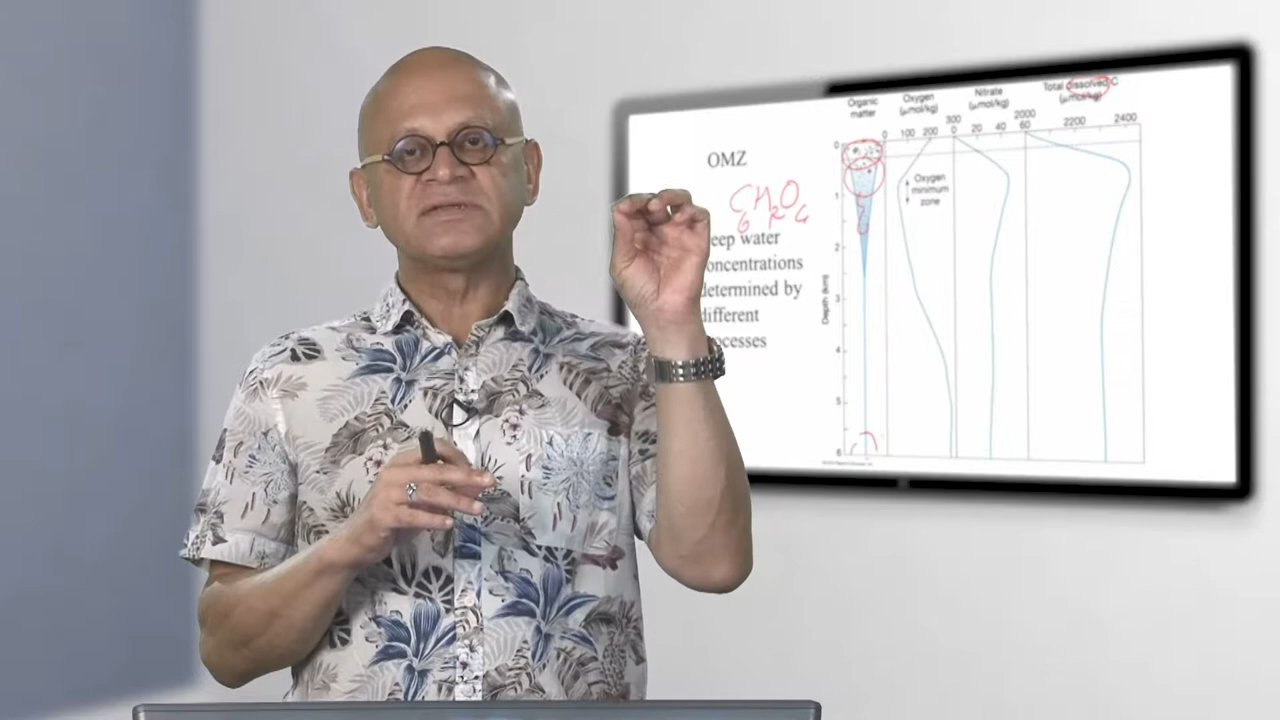 OMZ
C6H2O6
eep water
oncentrations
determined by
different
ocesses
Organic
matter
Oxygen
(μmol/kg)
0 100 200 300
Nitrate
(μmol/kg)
0 20 40 60
Total dissolved C
(μmol/kg)
2000 2200 2400
Depth (km)
0
1
2
3
4
5
6
Oxygen
minimum
zone